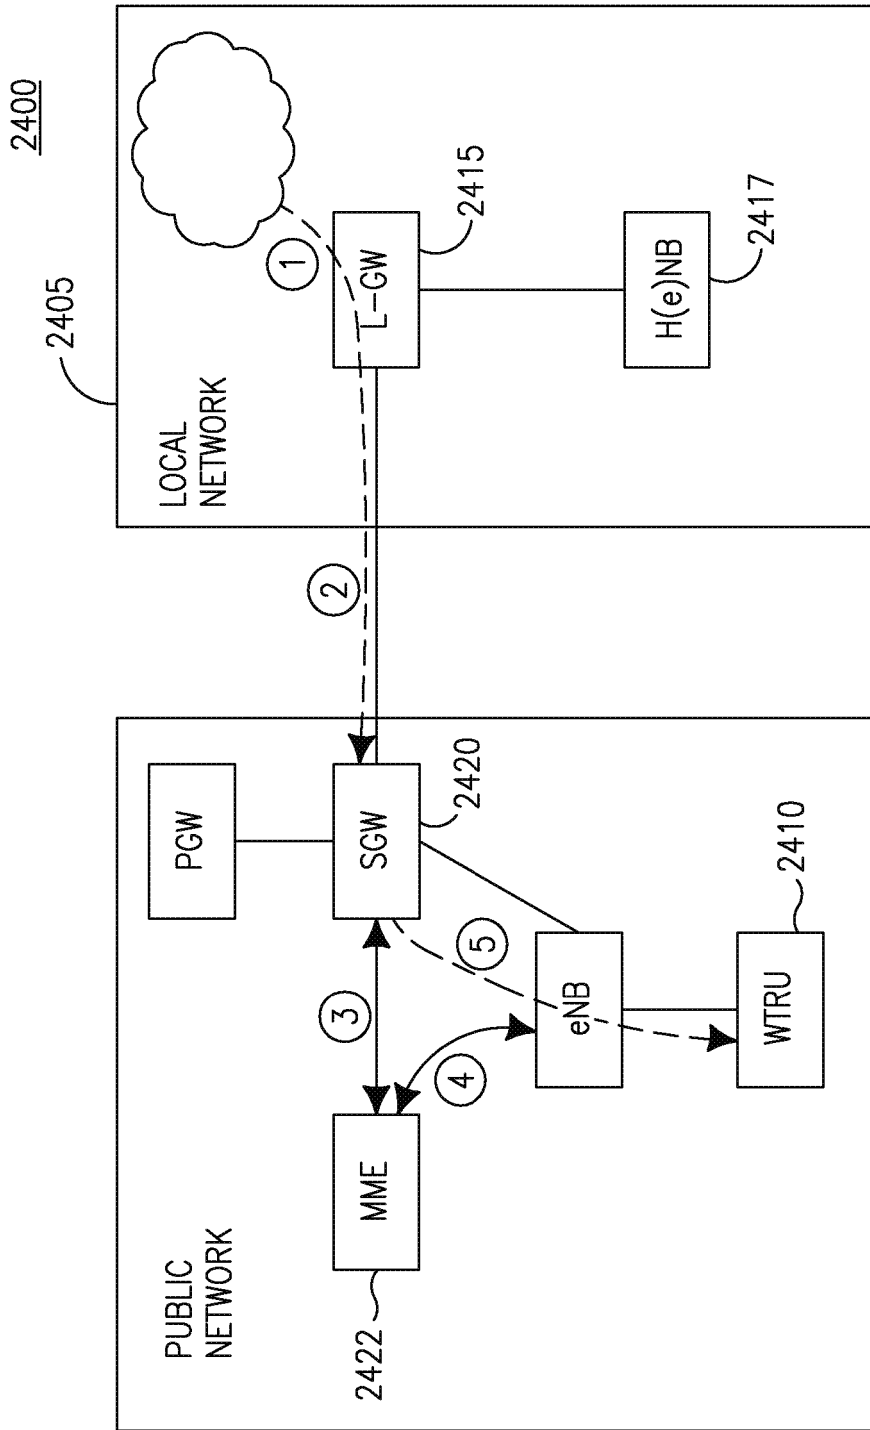 2400
PUBLIC
NETWORK
PGW
MME
2422
3
SGW
2420
4
5
eNB
WTRU
2410
2
2405
LOCAL
NETWORK
1
L-GW
2415
H(e)NB
2417